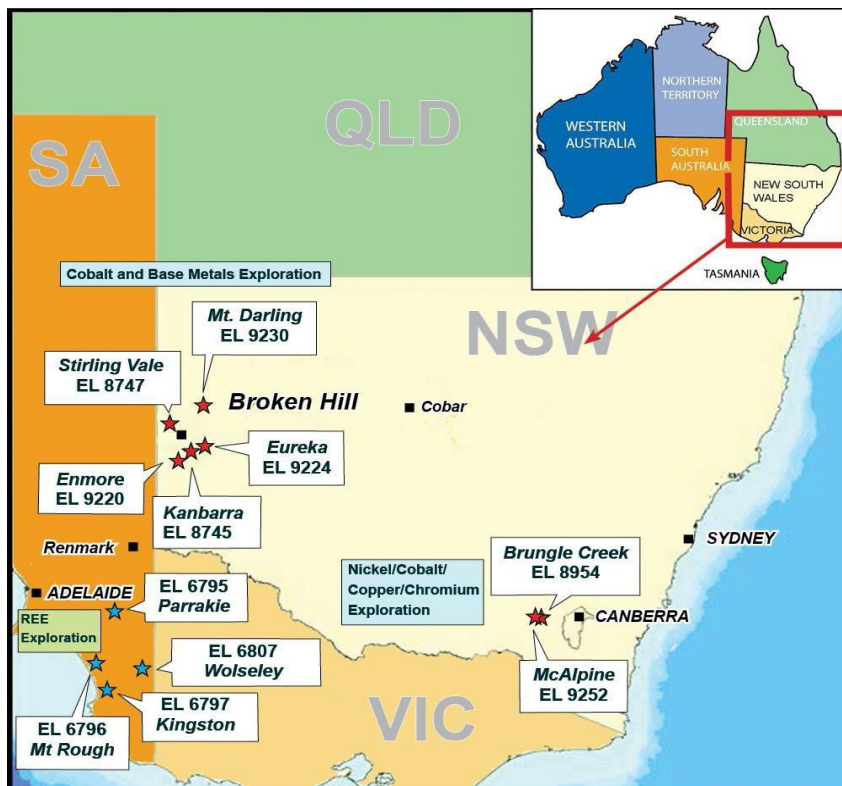 QLD
SA
NSW
VIC
WESTERN
AUSTRALIA
NORTHERN
TERRITORY
QUEENSLAND
SOUTH
AUSTRALIA
NEW SOUTH
WALES
VICTORIA
TASMANIA
Cobalt and Base Metals Exploration
Mt. Darling
EL 9230
Stirling Vale
EL 8747
Broken Hill
Cobar
Eureka
EL 9224
Enmore
EL 9220
Kanbarra
EL 8745
Renmark
ADELAIDE
EL 6795
Parrakie
REE
Exploration
EL 6807
Wolseley
EL 6797
Kingston
EL 6796
Mt Rough
Nickel/Cobalt/
Copper/Chromium
Exploration
Brungle Creek
EL 8954
SYDNEY
CANBERRA
McAlpine
EL 9252